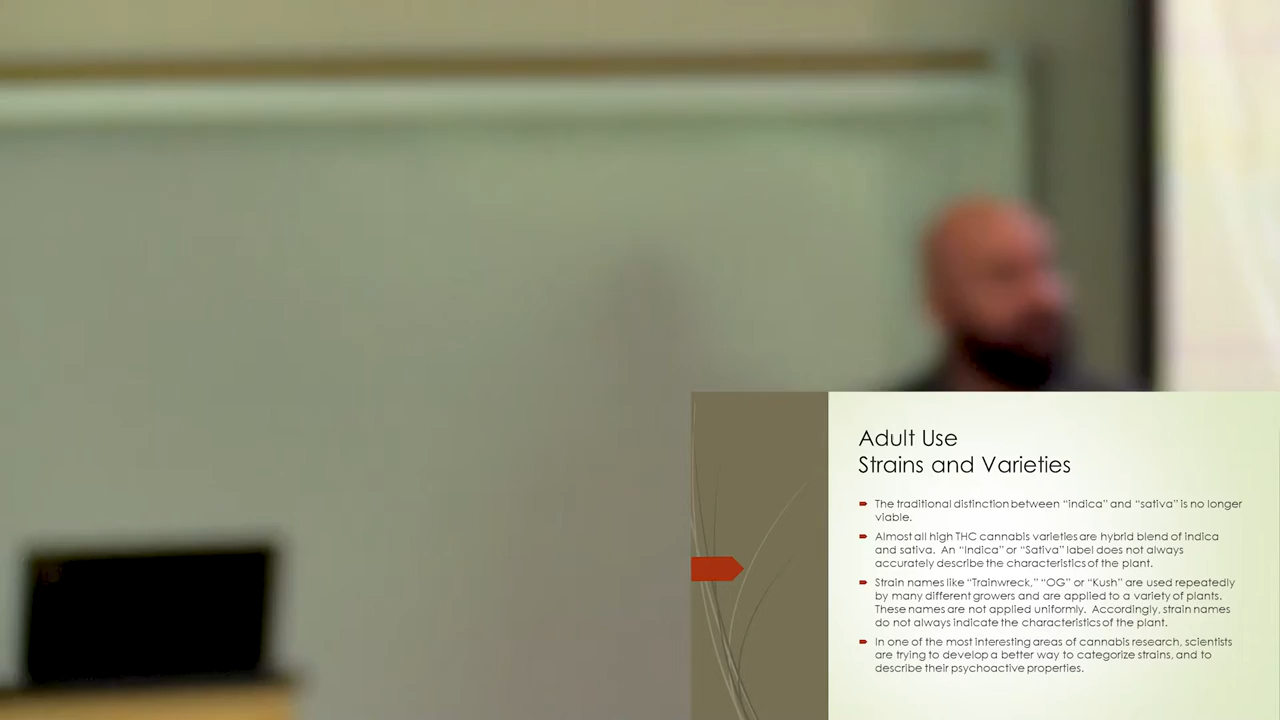 Adult Use
Strains and Varieties
The traditional distinction between “indica” and “sativa” is no longer
viable.
Almost all high THC cannabis varieties are hybrid blend of indica
and sativa. An “Indica” or “Sativa” label does not always
accurately describe the characteristics of the plant.
Strain names like “Trainwreck,” “OG” or “Kush” are used repeatedly
by many different growers and are applied to a variety of plants.
These names are not applied uniformly. Accordingly, strain names
do not always indicate the characteristics of the plant.
In one of the most interesting areas of cannabis research, scientists
are trying to develop a better way to categorize strains, and to
describe their psychoactive properties.